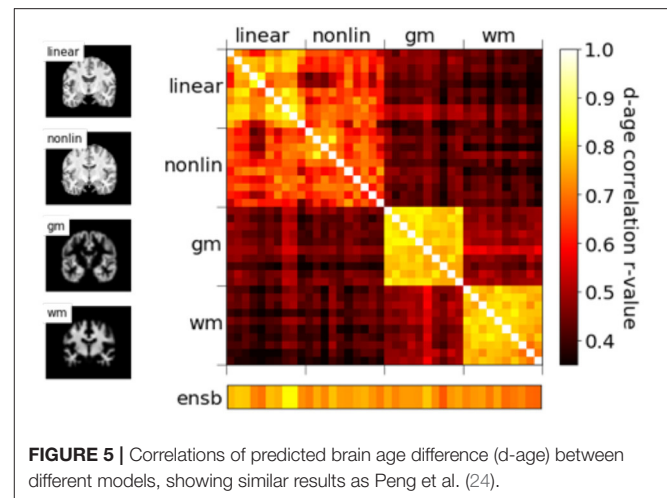 linear nonlin gm wm
linear
nonlin
gm
wm
linear
nonlin
gm
wm
ensb
1.0
0.9
0.8
0.7
0.6
0.5
0.4
d-age correlation r-value
FIGURE 5 | Correlations of predicted brain age difference (d-age) between
different models, showing similar results as Peng et al. (24).